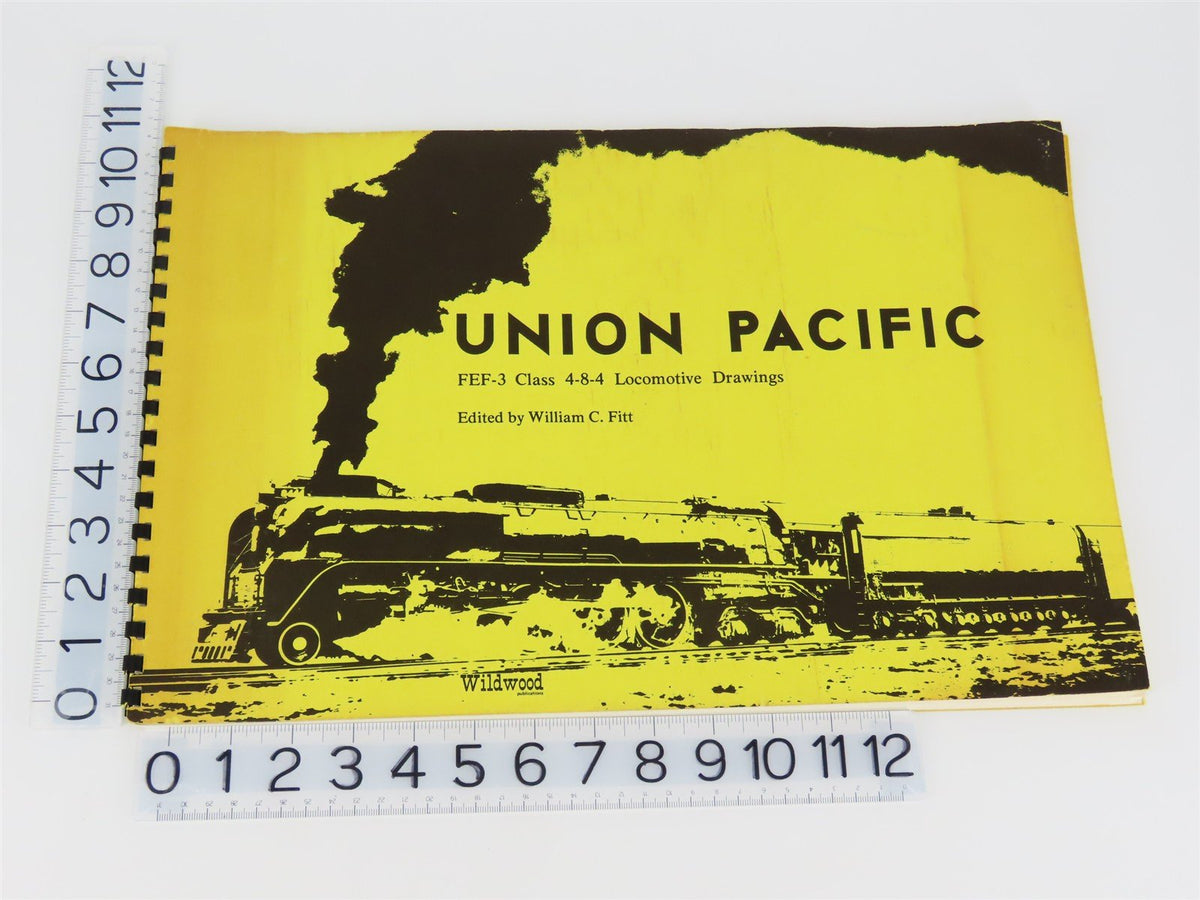 UNION PACIFIC
FEF-3 Class 4-8-4 Locomotive Drawings
Edited by William C. Fitt
Wildwood
publications
12
11
10
9
8
7
6
5
4
3
2
1
0
0 1 2 3 4 5 6 7 8 9 10 11 12